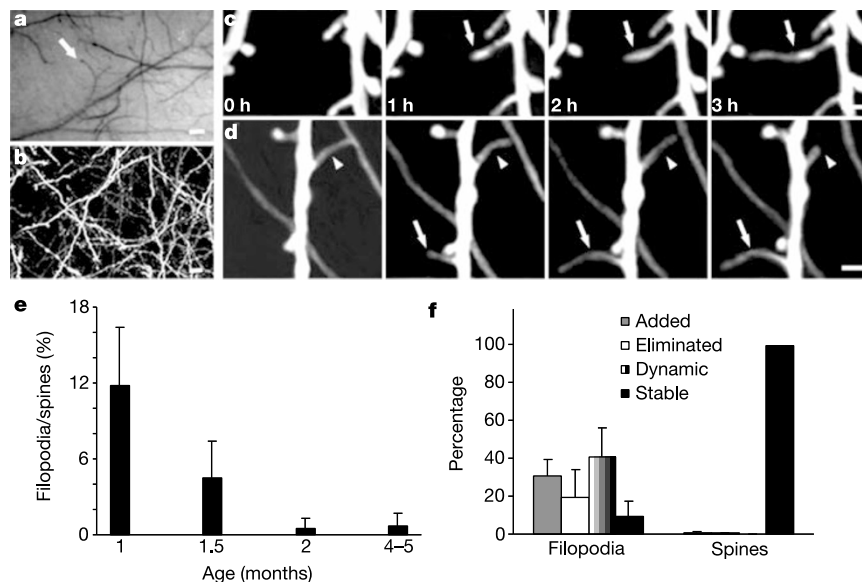 a
b
c
d
0 h
1 h
2 h
3 h
e
Filopodia/spines (%)
18
12
6
0
1
1.5
2
4–5
Age (months)
f
Added
Eliminated
Dynamic
Stable
Percentage
100
80
60
40
20
0
Filopodia
Spines